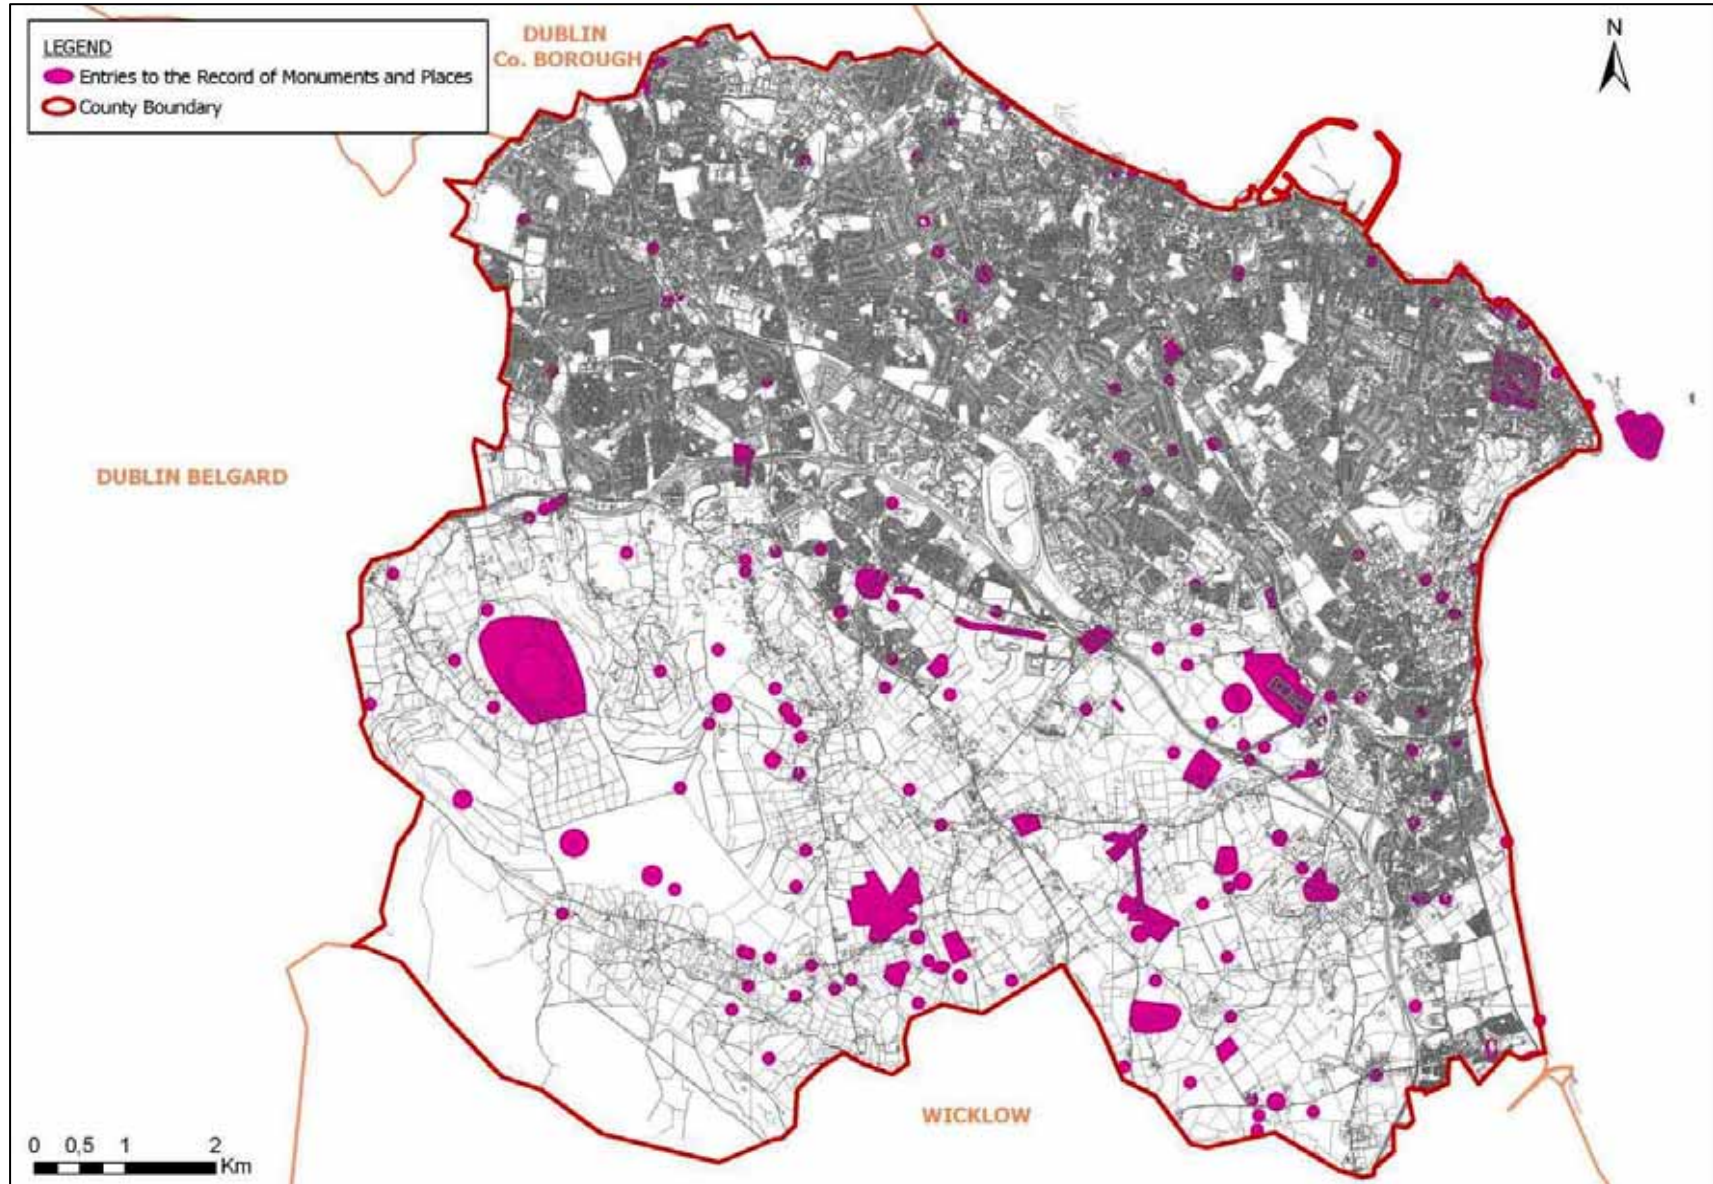 LEGEND
Entries to the Record of Monuments and Places
County Boundary
DUBLIN
Co. BOROUGH
N
DUBLIN BELGARD
WICKLOW
0 0,5 1 2
Km